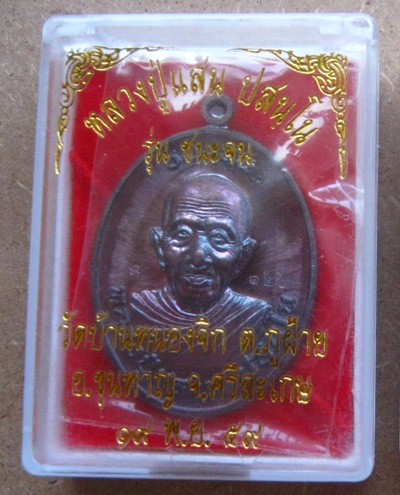 หลวงปู่แสน ปสนฺโน
รุ่น ชนะจน
วัดบ้านหนองจิก ต.ภูฝ้าย
อ.ขุนหาญ จ.ศรีสะเกษ
๑๙ พ.ย. ๕๙